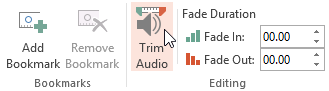 Add
Bookmark
Remove
Bookmark
Bookmarks
Trim
Audio
Fade Duration
Fade In: 00.00
Fade Out: 00.00
Editing